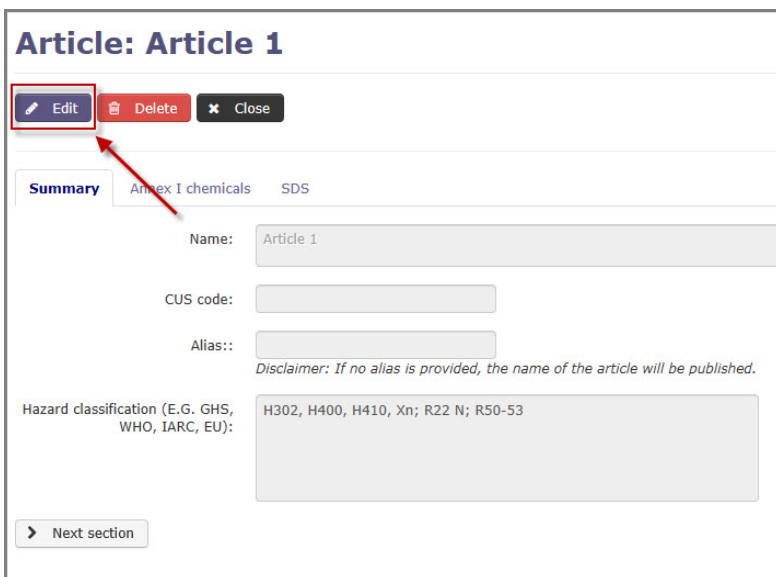 Article: Article 1
Edit Delete Close
Summary Annex I chemicals SDS
Name: Article 1
CUS code:
Alias::
Disclaimer: If no alias is provided, the name of the article will be published.
Hazard classification (E.G. GHS, H302, H400, H410, Xn; R22 N; R50-53
WHO, IARC, EU):
Next section